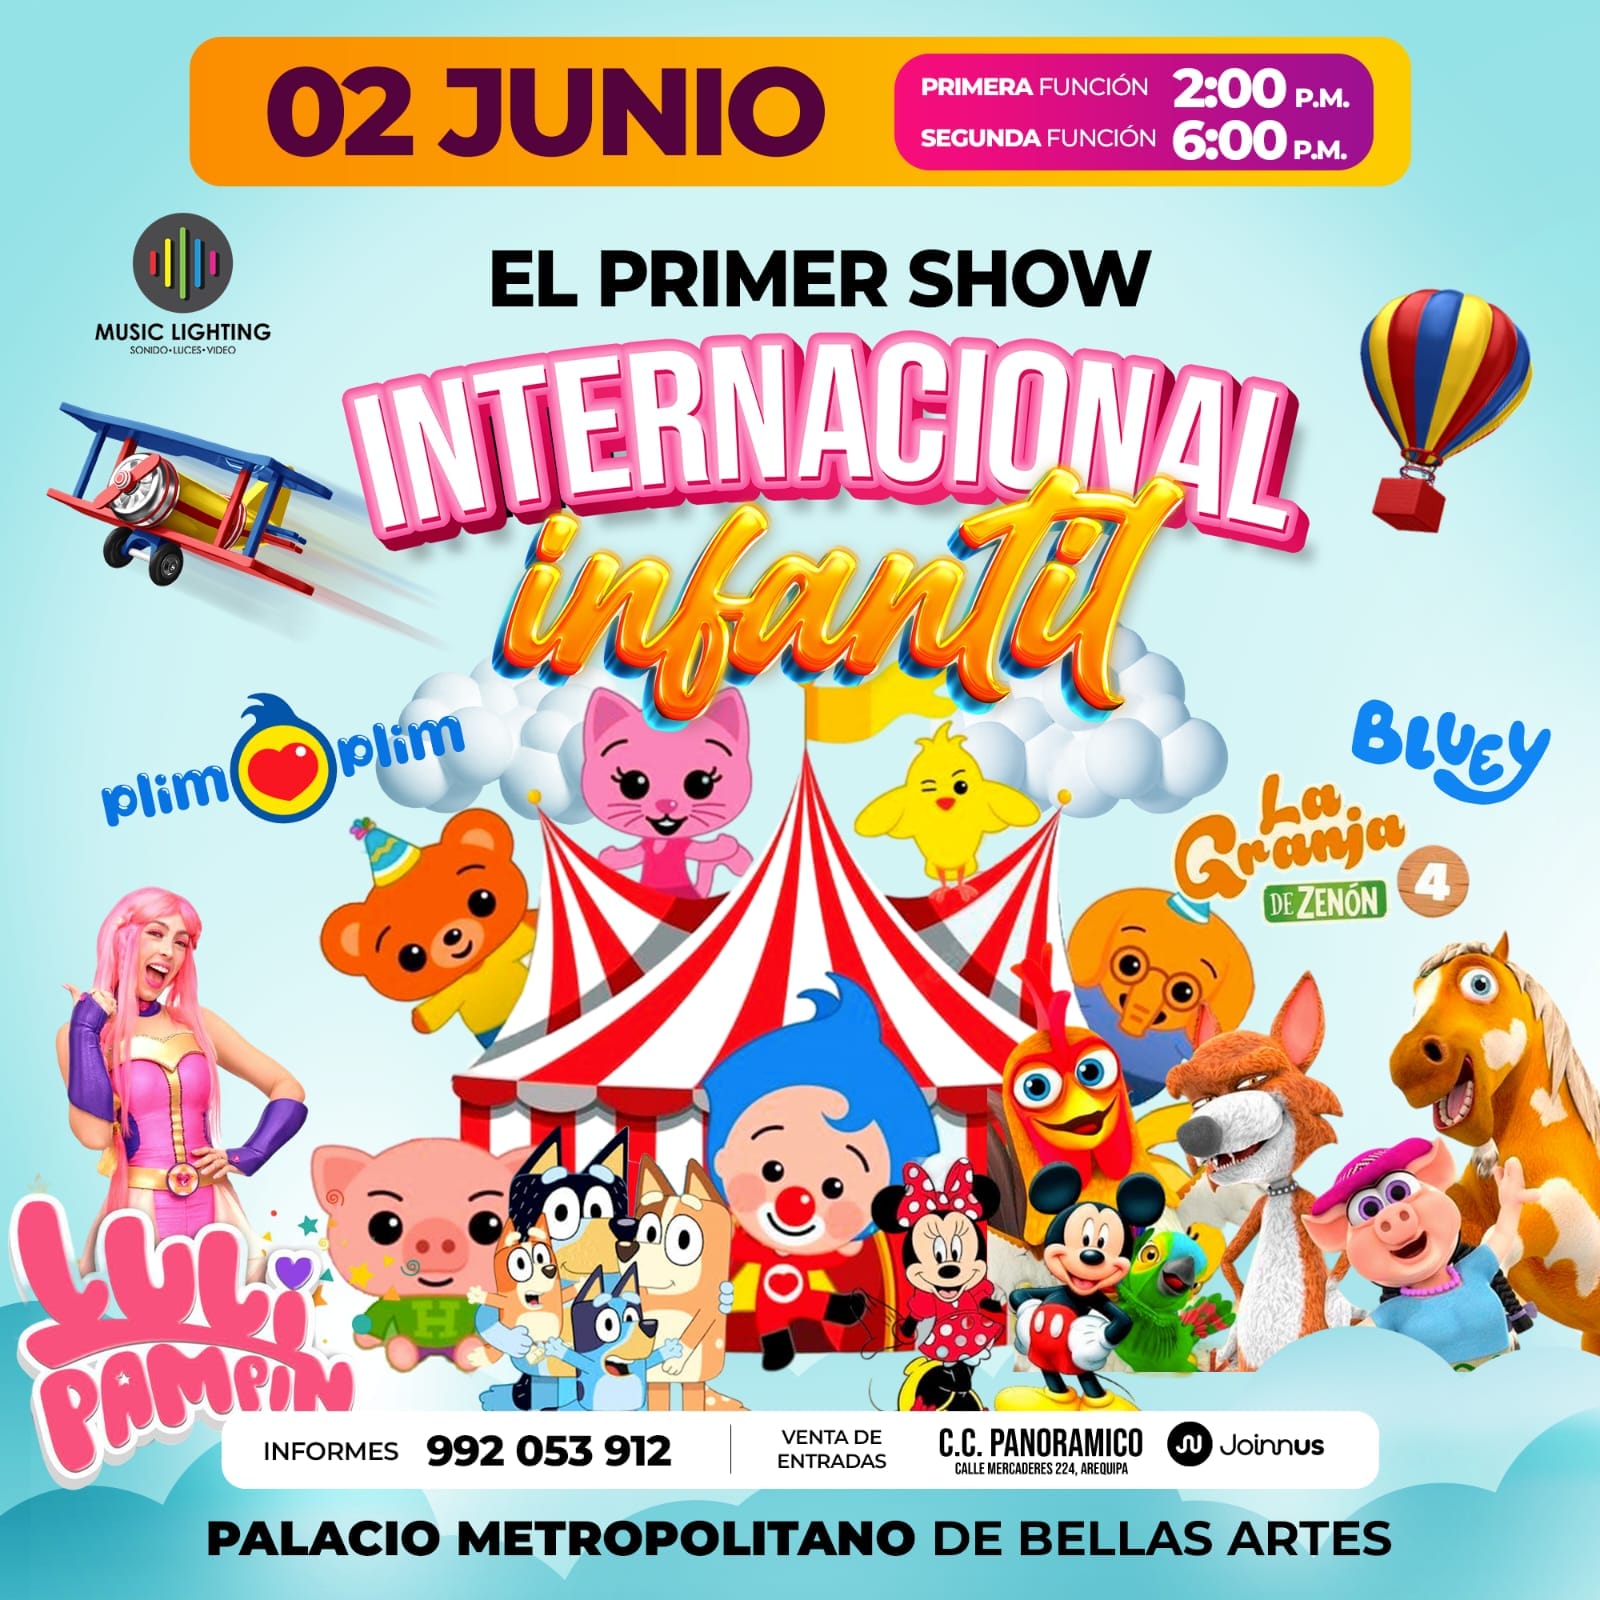 02 JUNIO
PRIMERA FUNCIÓN 2:00 P.M.
SEGUNDA FUNCIÓN 6:00 P.M.
MUSIC LIGHTING
SONIDO•LUCES•VIDEO
EL PRIMER SHOW
INTERNACIONAL
infantil
plim plim
BLUEY
La Granja
DE ZENÓN 4
H
LULI
PAMPIN
INFORMES 992 053 912
VENTA DE
ENTRADAS
C.C. PANORAMICO
CALLE MERCADERES 224, AREQUIPA
Joinnus
PALACIO METROPOLITANO DE BELLAS ARTES